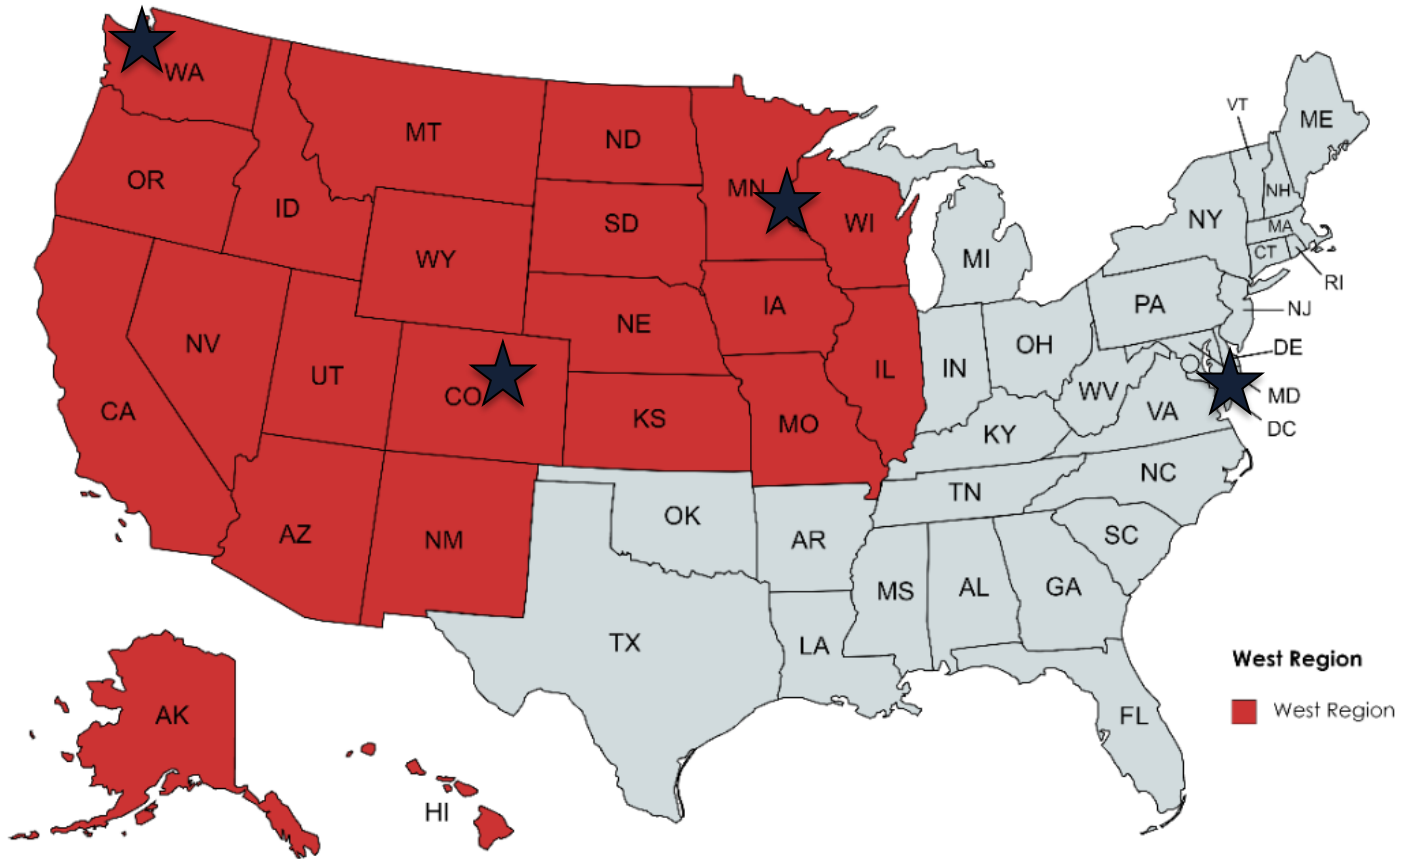 WA
MT
ND
MN
OR
ID
SD
WI
WY
NV
UT
CO
NE
IA
IL
CA
KS
MO
AZ
NM
OK
AR
TX
LA
MS
AL
GA
TN
SC
NC
KY
IN
OH
WV
VA
MI
PA
NY
VT
NH
MA
CT
ME
RI
NJ
DE
MD
DC
FL
AK
HI
West Region
West Region